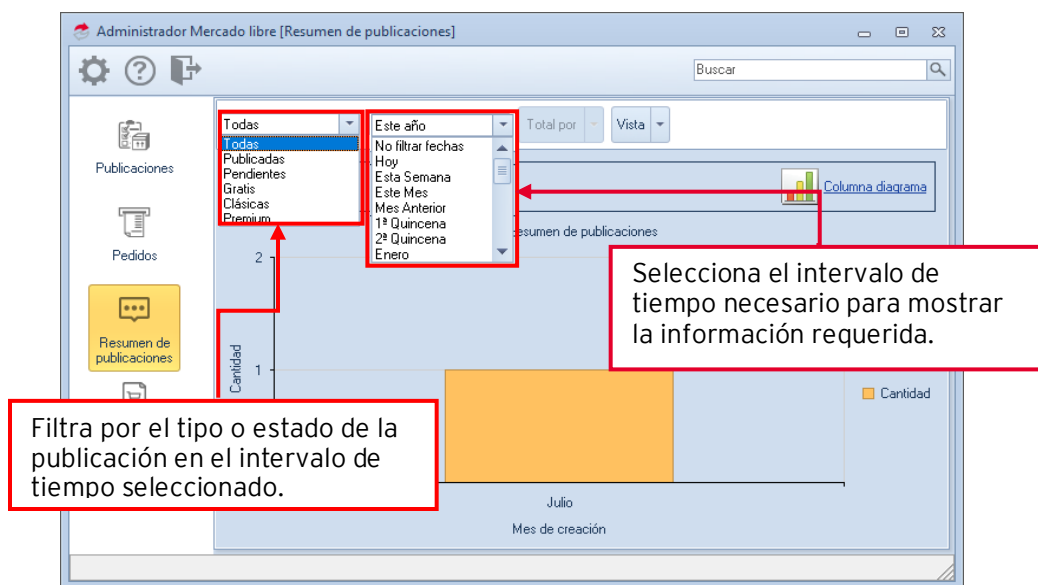 Administrador Mercado libre [Resumen de publicaciones]
Buscar
Todas
Este año
Total por
Vista
Todas
Publicadas
Pendientes
Gratis
Clásicas
Premium
No filtrar fechas
Hoy
Esta Semana
Este Mes
Mes Anterior
1ª Quincena
2ª Quincena
Enero
Publicaciones
Pedidos
Resumen de
publicaciones
Columna diagrama
esumen de publicaciones
2
1
Cantidad
Cantidad
Julio
Mes de creación
Selecciona el intervalo de
tiempo necesario para mostrar
la información requerida.
Filtra por el tipo o estado de la
publicación en el intervalo de
tiempo seleccionado.